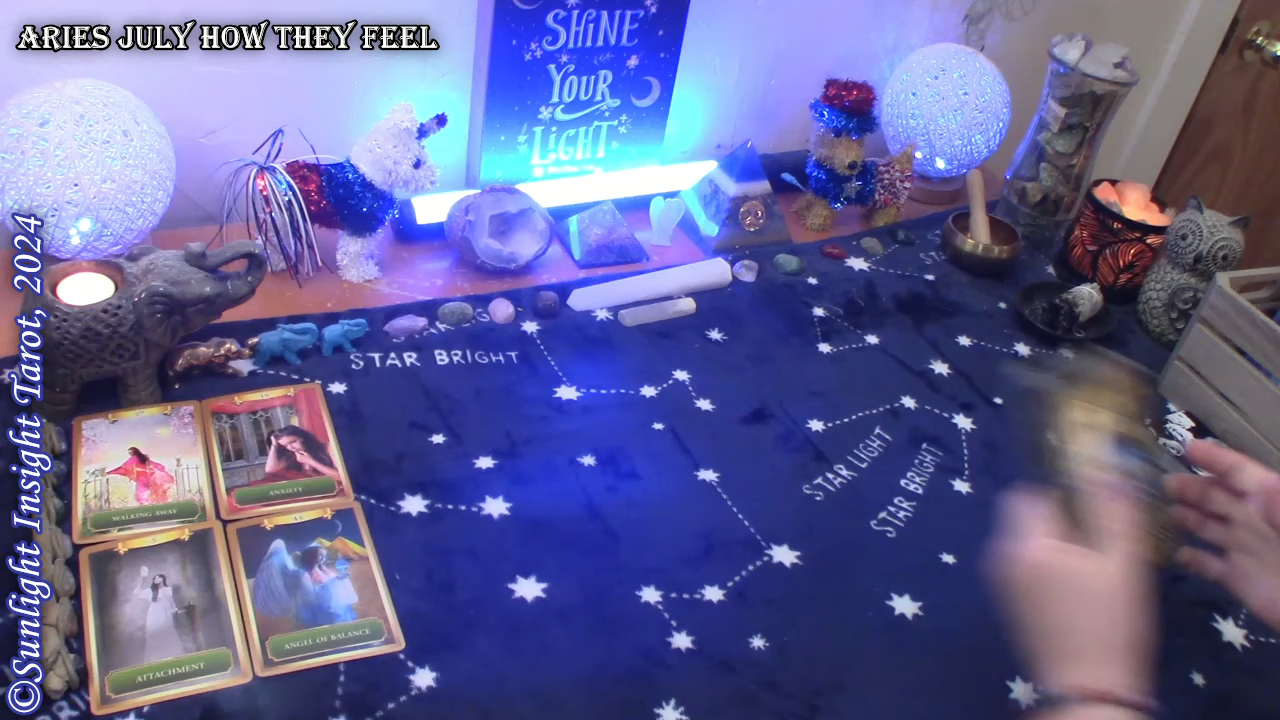 ARIES JULY HOW THEY FEEL
SHINE
YOUR
LIGHT
©Sunlight Insight Tarot, 2024
STAR BRIGHT
STAR LIGHT
STAR BRIGHT
WALKING AWAY
ANXIETY
ATTACHMENT
ANGEL OF BALANCE